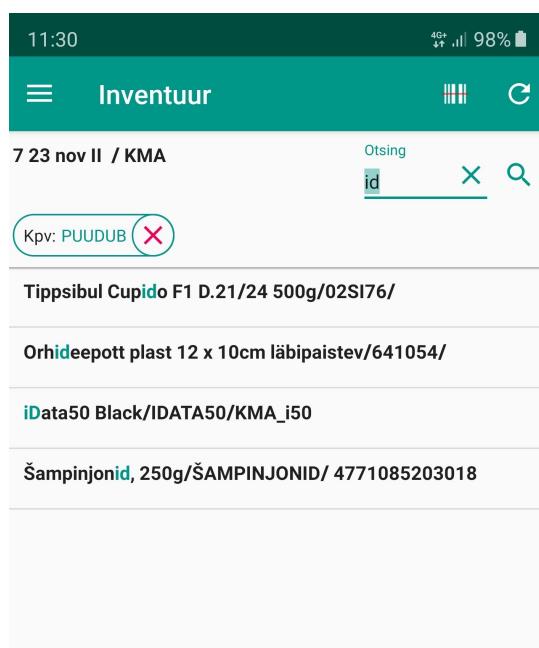 11:30 4G+ 98%
Inventuur
7 23 nov II / KMA
Otsing
id
Kpv: PUUDUB
Tippsibul Cupido F1 D.21/24 500g/02SI76/
Orhideepott plast 12 x 10cm läbipaistev/641054/
iData50 Black/IDATA50/KMA_i50
Šampinjonid, 250g/ŠAMPINJONID/ 4771085203018